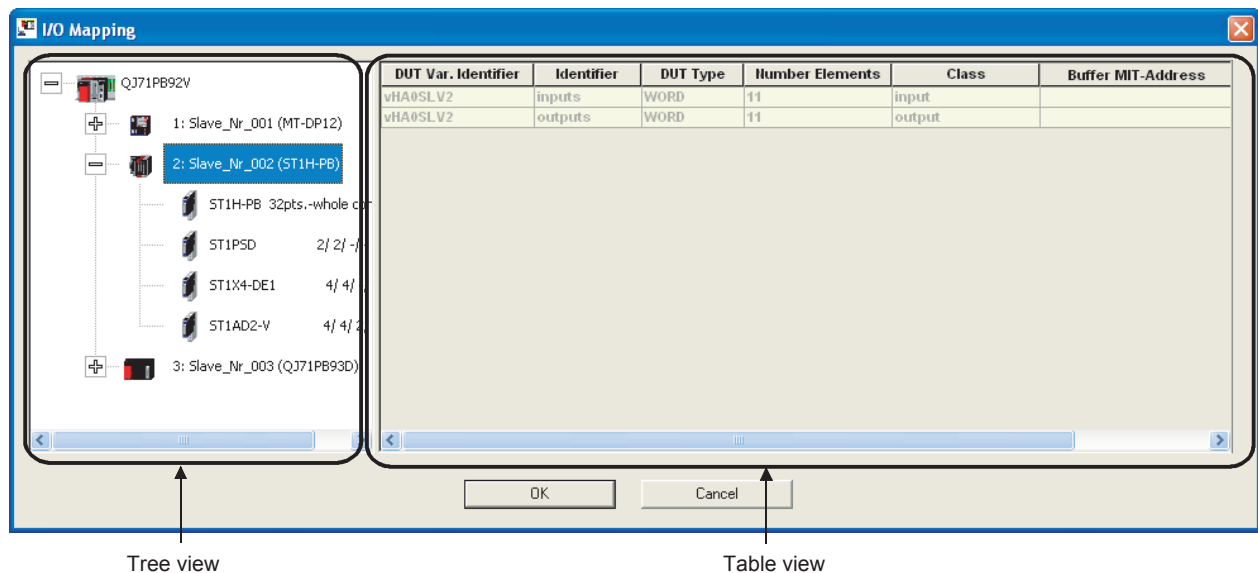 I/O Mapping
QJ71PB92V
1: Slave_Nr_001 (MT-DP12)
2: Slave_Nr_002 (ST1H-PB)
ST1H-PB 32pts.-whole
ST1PSD 2/ 2/ -/
ST1X4-DE1 4/ 4/
ST1AD2-V 4/ 4/ 2
3: Slave_Nr_003 (QJ71PB93D)
DUT Var. Identifier Identifier DUT Type Number Elements Class Buffer MIT-Address
vHA0SLV2 inputs WORD 11 input
vHA0SLV2 outputs WORD 11 output
OK Cancel
Tree view Table view